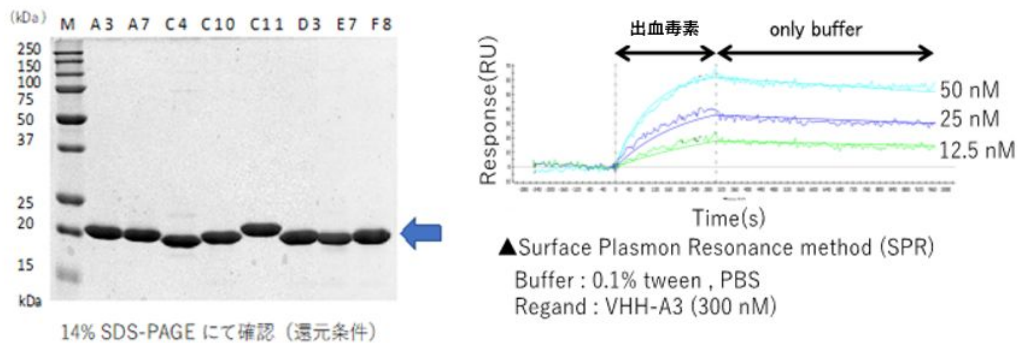 (kDa)
M A3 A7 C4 C10 C11 D3 E7 F8
250
150
100
75
50
37
25
20
15
kDa
14% SDS-PAGE にて確認（還元条件）
出血毒素 only buffer
Response(RU)
50 nM
25 nM
12.5 nM
Time(s)
▲Surface Plasmon Resonance method (SPR)
Buffer : 0.1% tween , PBS
Regand : VHH-A3 (300 nM)